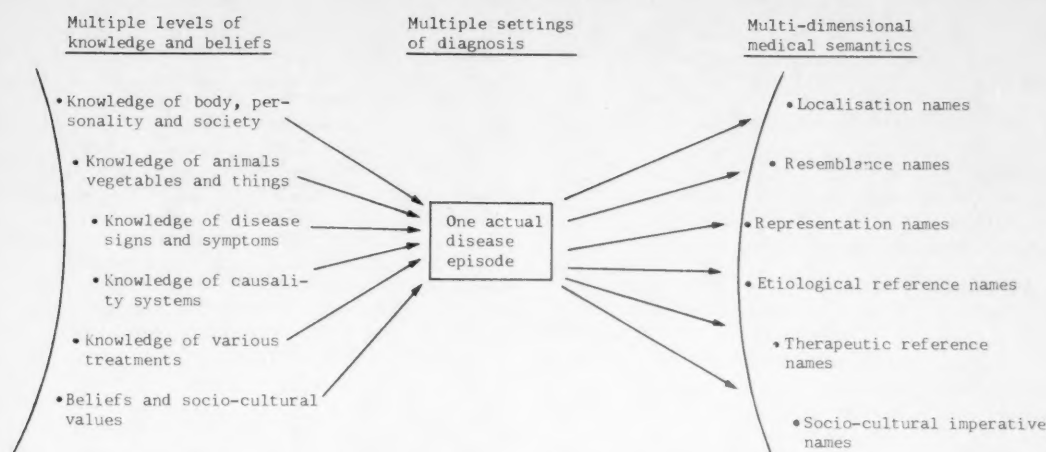 Multiple levels of
knowledge and beliefs
Multiple settings
of diagnosis
Multi-dimensional
medical semantics
•Knowledge of body, per-
sonality and society
• Knowledge of animals
vegetables and things
• Knowledge of disease
signs and symptoms
• Knowledge of causali-
ty systems
• Knowledge of various
treatments
•Beliefs and socio-cultural
values
One actual
disease
episode
• Localisation names
• Resemblance names
• Representation names
• Etiological reference names
• Therapeutic reference
names
• Socio-cultural imperative
names